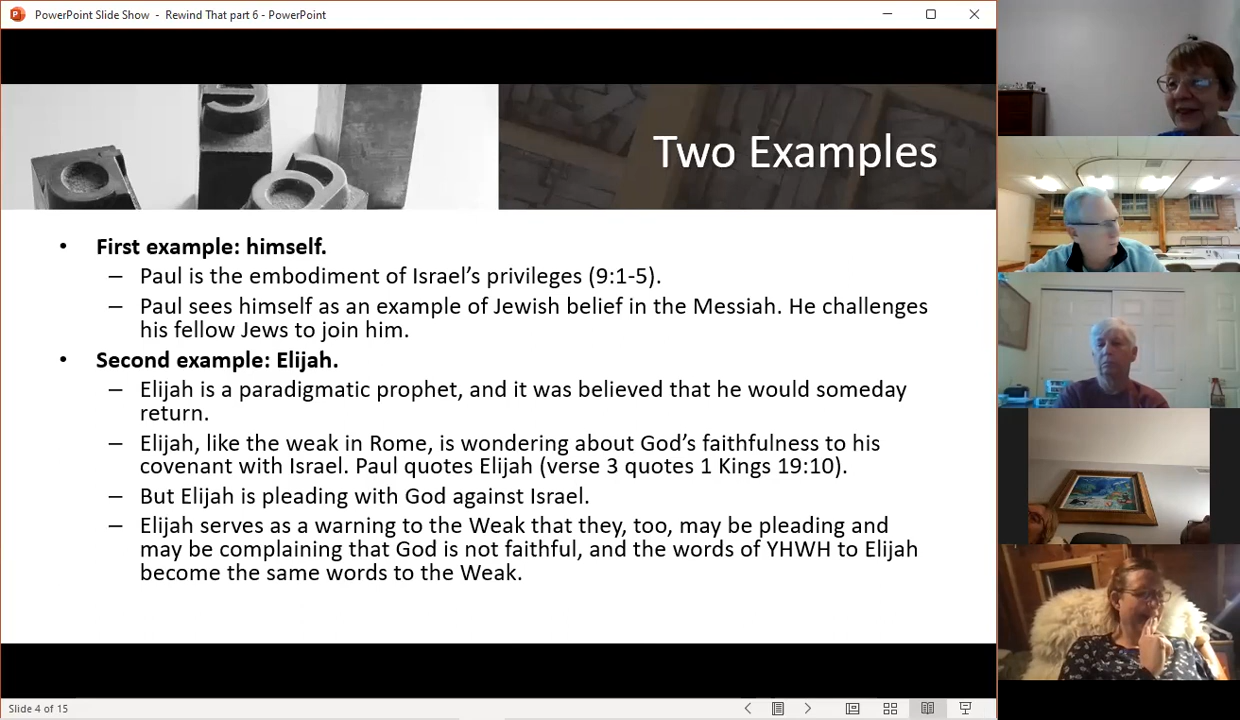 PowerPoint Slide Show - Rewind That part 6 - PowerPoint
Two Examples
• First example: himself.
– Paul is the embodiment of Israel’s privileges (9:1-5).
– Paul sees himself as an example of Jewish belief in the Messiah. He challenges
his fellow Jews to join him.
• Second example: Elijah.
– Elijah is a paradigmatic prophet, and it was believed that he would someday
return.
– Elijah, like the weak in Rome, is wondering about God’s faithfulness to his
covenant with Israel. Paul quotes Elijah (verse 3 quotes 1 Kings 19:10).
– But Elijah is pleading with God against Israel.
– Elijah serves as a warning to the Weak that they, too, may be pleading and
may be complaining that God is not faithful, and the words of YHWH to Elijah
become the same words to the Weak.
Slide 4 of 15